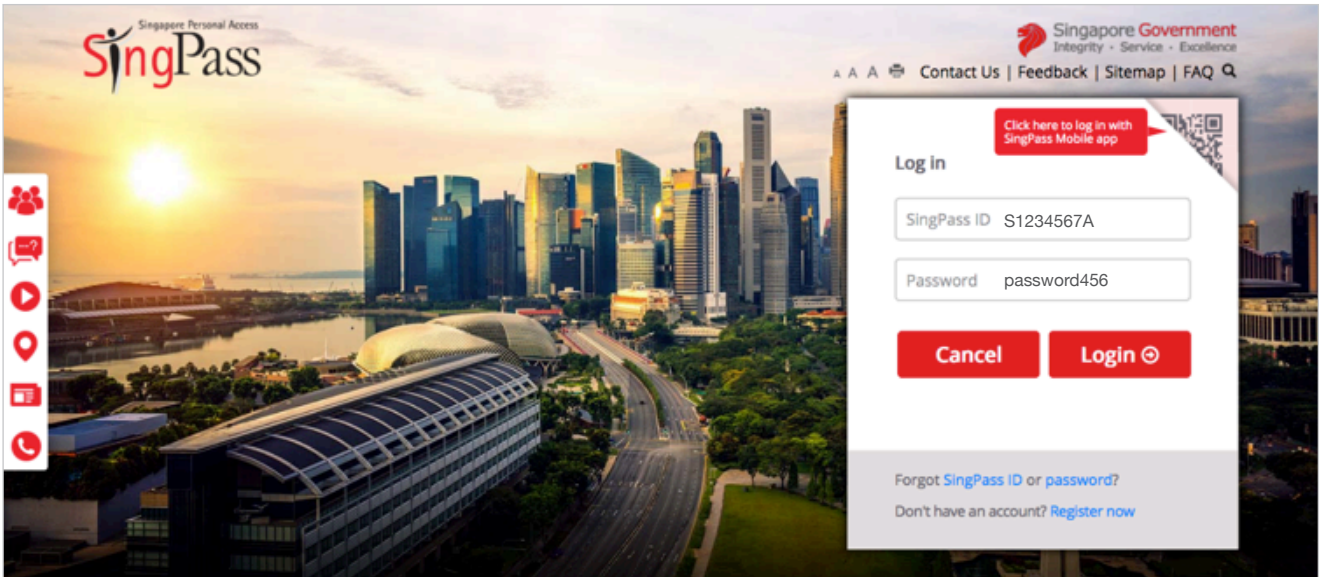 Singapore Personal Access
SingPass
Singapore Government
Integrity · Service · Excellence
A A A Contact Us | Feedback | Sitemap | FAQ
Click here to log in with
SingPass Mobile app
Log in
SingPass ID S1234567A
Password password456
Cancel Login
Forgot SingPass ID or password?
Don't have an account? Register now